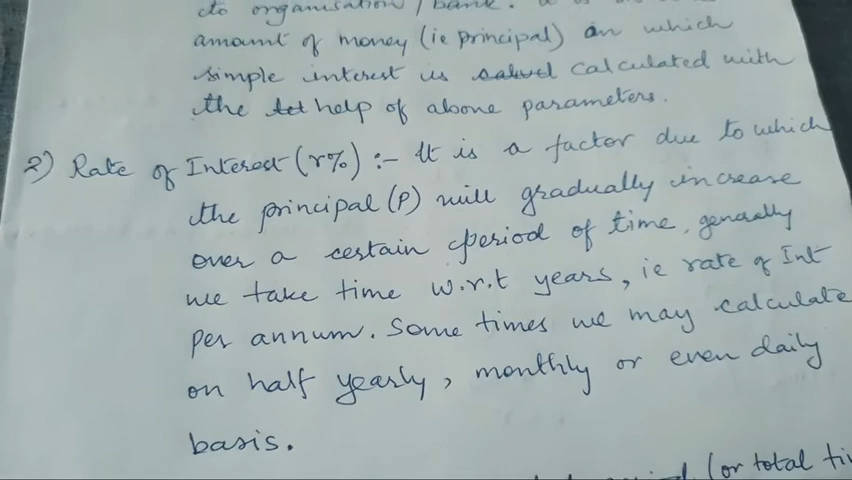 to organisation/bank. It is the
amount of money (ie principal) on which
simple interest is calculated with
the help of above parameters.
2) Rate of Interest (r%) :- It is a factor due to which
the principal (P) will gradually increase
over a certain period of time, generally
we take time w.r.t years, ie rate of Int
per annum. Some times we may calculate
on half yearly, monthly or even daily
basis.
(or total ti